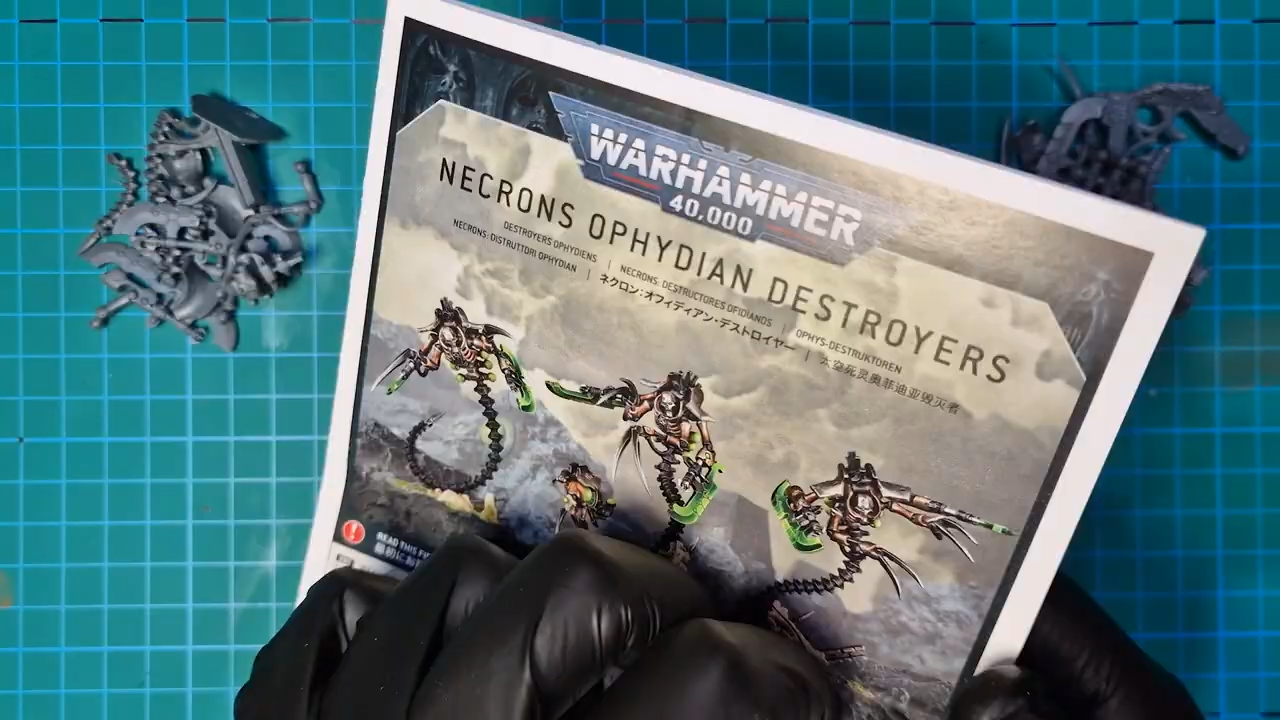 WARHAMMER
40,000
NECRONS OPHYDIAN DESTROYERS
DESTROYERS OPHYDIENS | NECRONS: DESTRUCTORES OFIDIANOS | OPHYS-DESTRUKTOREN
NECRONS: DISTRUTTORI OPHYDIAN | ネクロン:オフィディアン・デストロイヤー | 太空死灵奥菲迪亚毁灭者
!
READ THIS FI